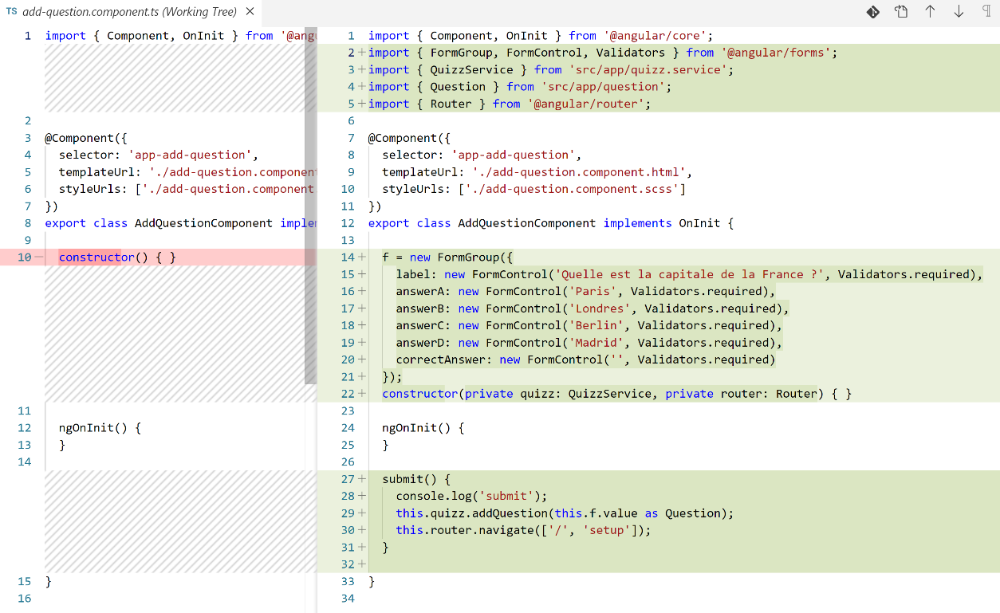 TS add-question.component.ts (Working Tree)
1 import { Component, OnInit } from '@ang
2
3 @Component({
4 selector: 'app-add-question',
5 templateUrl: './add-question.componen
6 styleUrls: ['./add-question.component
7 })
8 export class AddQuestionComponent imple
9
10 − constructor() { }
11
12 ngOnInit() {
13 }
14
15 }
16
1 import { Component, OnInit } from '@angular/core';
2 + import { FormGroup, FormControl, Validators } from '@angular/forms';
3 + import { QuizzService } from 'src/app/quizz.service';
4 + import { Question } from 'src/app/question';
5 + import { Router } from '@angular/router';
6
7 @Component({
8 selector: 'app-add-question',
9 templateUrl: './add-question.component.html',
10 styleUrls: ['./add-question.component.scss']
11 })
12 export class AddQuestionComponent implements OnInit {
13
14 + f = new FormGroup({
15 + label: new FormControl('Quelle est la capitale de la France ?', Validators.required),
16 + answerA: new FormControl('Paris', Validators.required),
17 + answerB: new FormControl('Londres', Validators.required),
18 + answerC: new FormControl('Berlin', Validators.required),
19 + answerD: new FormControl('Madrid', Validators.required),
20 + correctAnswer: new FormControl('', Validators.required)
21 + });
22 + constructor(private quizz: QuizzService, private router: Router) { }
23
24 ngOnInit() {
25 }
26
27 + submit() {
28 + console.log('submit');
29 + this.quizz.addQuestion(this.f.value as Question);
30 + this.router.navigate(['/', 'setup']);
31 + }
32 +
33 }
34